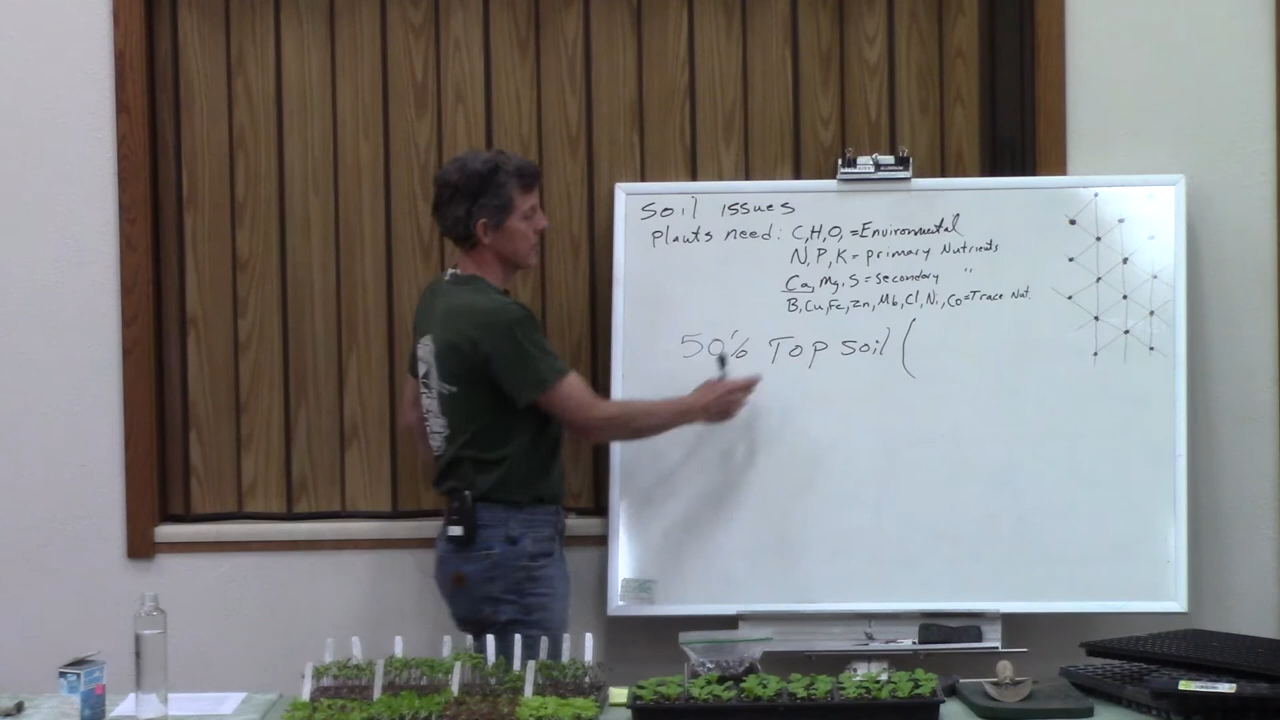 Soil issues
plants need: C, H, O, = Environmental
N, P, K = primary Nutrients
Ca, Mg, S = secondary "
B, Cu, Fe, Zn, Mb, Cl, Ni, Co = Trace Nut.
50% Top soil (